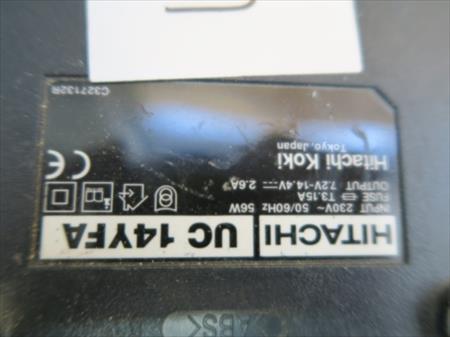 HITACHI UC 14YFA
INPUT 230V~ 50/60Hz 56W
FUSE T3.15A
OUTPUT 7.2V-14.4V 2.6A
Hitachi Koki
Tokyo, Japan
CE
C327132R
>ABS<